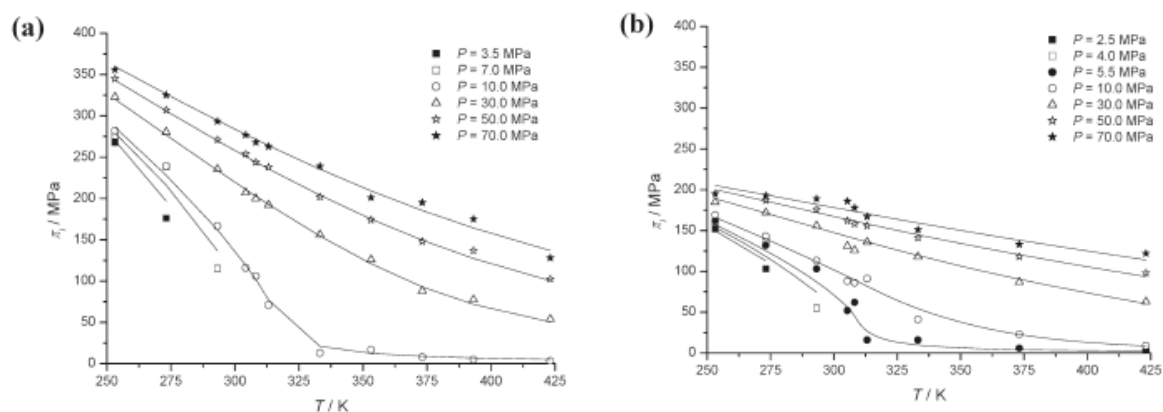 (a)
400
350
300
250
200
150
100
50
0
πi / MPa
250 275 300 325 350 375 400 425
T / K
P = 3.5 MPa
P = 7.0 MPa
P = 10.0 MPa
P = 30.0 MPa
P = 50.0 MPa
P = 70.0 MPa
(b)
400
350
300
250
200
150
100
50
0
πi / MPa
250 275 300 325 350 375 400 425
T / K
P = 2.5 MPa
P = 4.0 MPa
P = 5.5 MPa
P = 10.0 MPa
P = 30.0 MPa
P = 50.0 MPa
P = 70.0 MPa